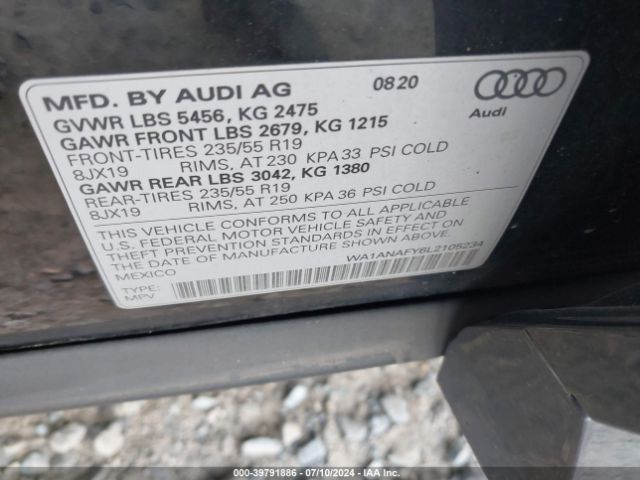 MFD. BY AUDI AG 08 20
GVWR LBS 5456, KG 2475
GAWR FRONT LBS 2679, KG 1215
FRONT-TIRES 235/55 R19
8JX19 RIMS, AT 230 KPA 33 PSI COLD
GAWR REAR LBS 3042, KG 1380
REAR-TIRES 235/55 R19
8JX19 RIMS, AT 250 KPA 36 PSI COLD
Audi
THIS VEHICLE CONFORMS TO ALL APPLICABLE
U.S. FEDERAL MOTOR VEHICLE SAFETY AND
THEFT PREVENTION STANDARDS IN EFFECT ON
THE DATE OF MANUFACTURE SHOWN ABOVE.
MEXICO WA1ANAFY6L2105234
TYPE:
MPV
000-39791886 - 07/10/2024 - IAA Inc.